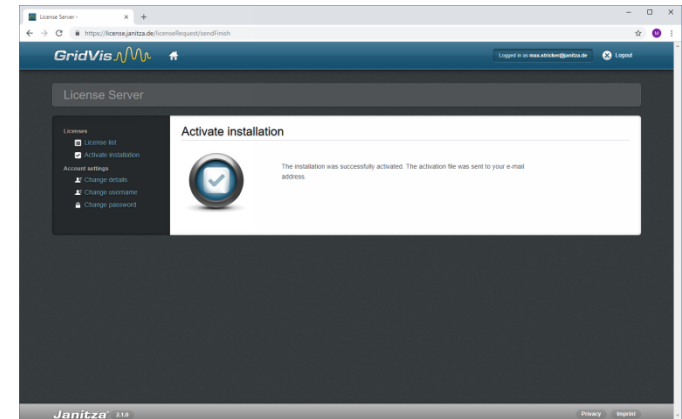 License Server -
https://license.janitza.de/licenseRequest/sendFinish
GridVis
Logged in as max.stricker@janitza.de
Logout
License Server
Licenses
License list
Activate installation
Account settings
Change details
Change username
Change password
Activate installation
The installation was successfully activated. The activation file was sent to your e-mail
address.
Janitza® 2.1.0
Privacy
Imprint